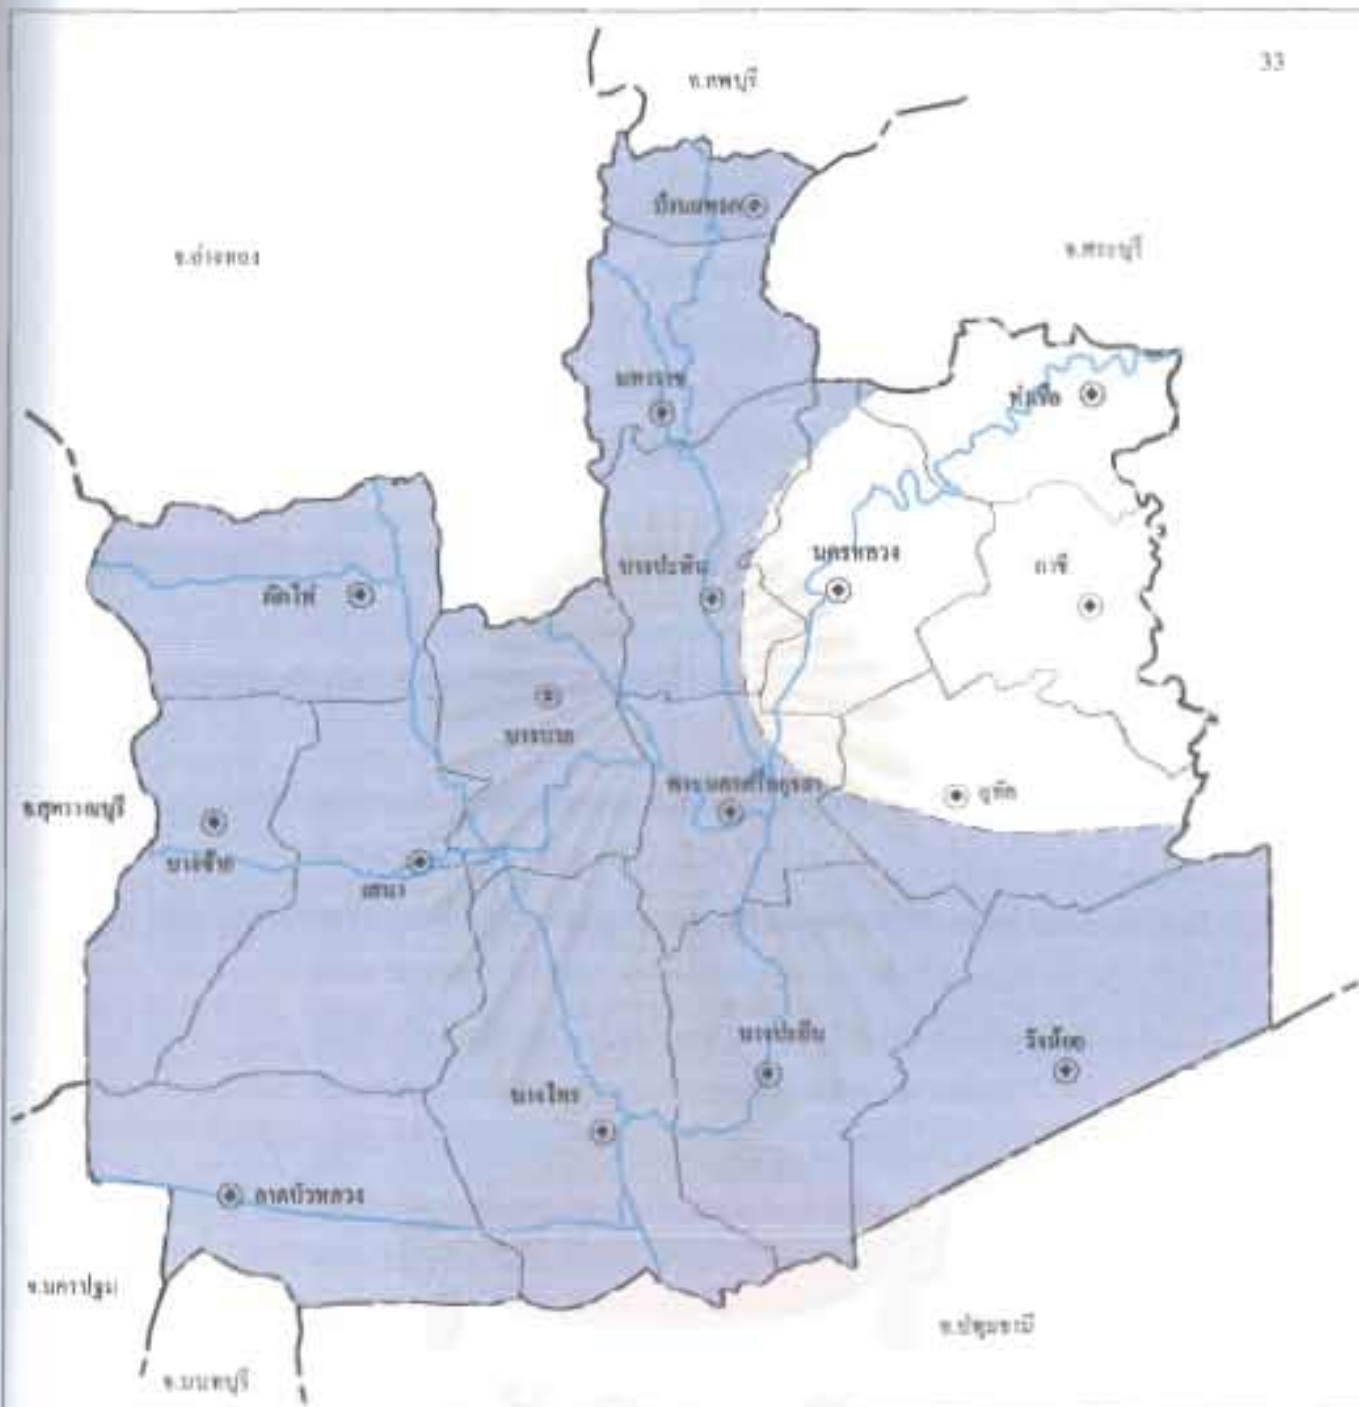 33
จ.ลพบุรี
จ.อ่างทอง
จ.สระบุรี
มหาราช
ท่าเรือ
นครหลวง
บางปะหัน
ภาชี
ผักไห่
บางบาล
พระนครศรีอยุธยา
อุทัย
จ.สุพรรณบุรี
บางซ้าย
เสนา
บางปะอิน
วังน้อย
บางไทร
ลาดบัวหลวง
จ.นครปฐม
จ.ปทุมธานี
จ.นนทบุรี